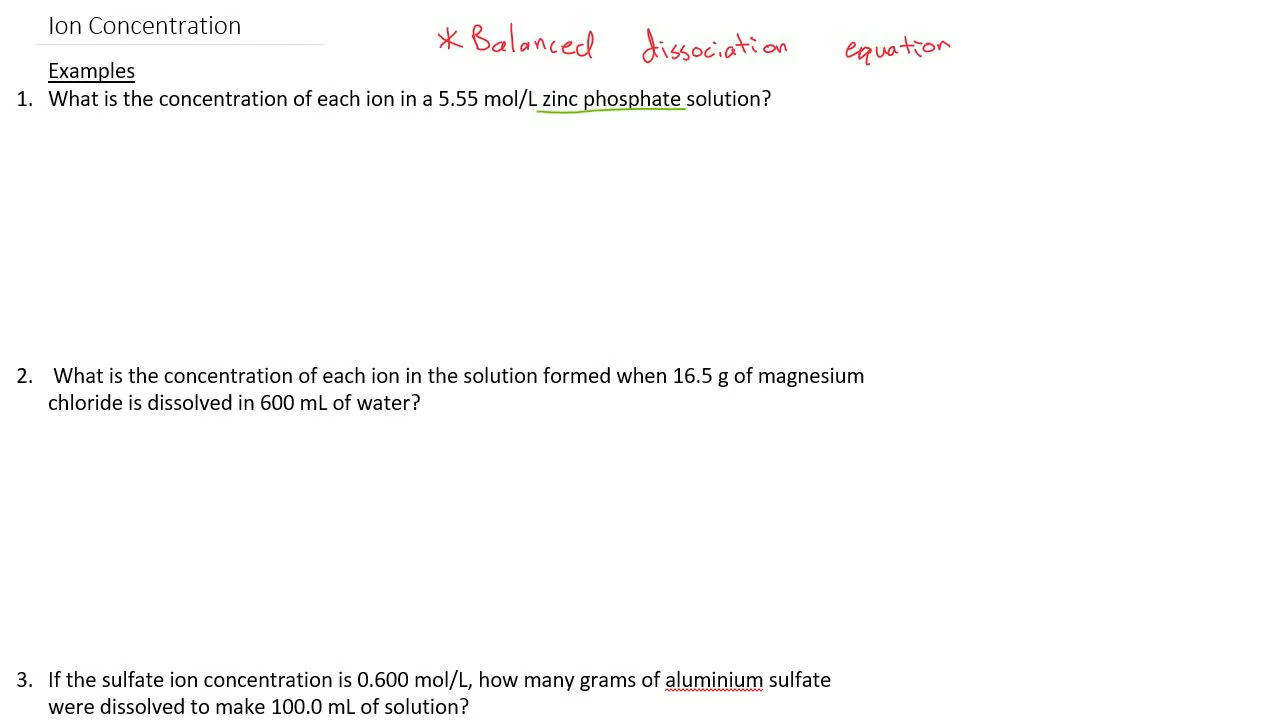 Ion Concentration
*Balanced dissociation equation
Examples
1. What is the concentration of each ion in a 5.55 mol/L zinc phosphate solution?
2. What is the concentration of each ion in the solution formed when 16.5 g of magnesium
chloride is dissolved in 600 mL of water?
3. If the sulfate ion concentration is 0.600 mol/L, how many grams of aluminium sulfate
were dissolved to make 100.0 mL of solution?